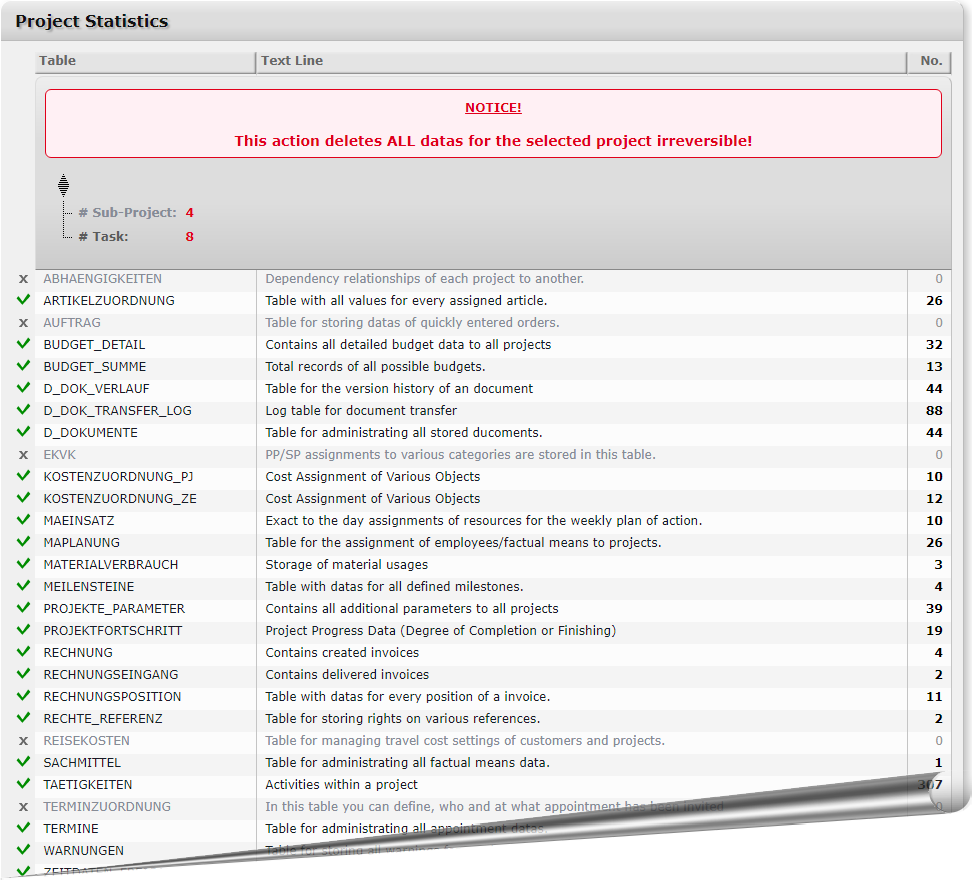 Project Statistics
Table Text Line No.
NOTICE!
This action deletes ALL datas for the selected project irreversible!
# Sub-Project: 4
# Task: 8
x ABHAENGIGKEITEN Dependency relationships of each project to another. 0
ARTIKELZUORDNUNG Table with all values for every assigned article. 26
x AUFTRAG Table for storing datas of quickly entered orders. 0
BUDGET_DETAIL Contains all detailed budget data to all projects 32
BUDGET_SUMME Total records of all possible budgets. 13
D_DOK_VERLAUF Table for the version history of an document 44
D_DOK_TRANSFER_LOG Log table for document transfer 88
D_DOKUMENTE Table for administrating all stored ducoments. 44
x EKVK PP/SP assignments to various categories are stored in this table. 0
KOSTENZUORDNUNG_PJ Cost Assignment of Various Objects 10
KOSTENZUORDNUNG_ZE Cost Assignment of Various Objects 12
MAEINSATZ Exact to the day assignments of resources for the weekly plan of action. 10
MAPLANUNG Table for the assignment of employees/factual means to projects. 26
MATERIALVERBRAUCH Storage of material usages 3
MEILENSTEINE Table with datas for all defined milestones. 4
PROJEKTE_PARAMETER Contains all additional parameters to all projects 39
PROJEKTFORTSCHRITT Project Progress Data (Degree of Completion or Finishing) 19
RECHNUNG Contains created invoices 4
RECHNUNGSEINGANG Contains delivered invoices 2
RECHNUNGSPOSITION Table with datas for every position of a invoice. 11
RECHTE_REFERENZ Table for storing rights on various references. 2
x REISEKOSTEN Table for managing travel cost settings of customers and projects. 0
SACHMITTEL Table for administrating all factual means data. 1
TAETIGKEITEN Activities within a project 307
x TERMINZUORDNUNG In this table you can define, who and at what appointment has been invited 0
TERMINE Table for administrating all appointment datas.
WARNUNGEN Table for storing all warnings